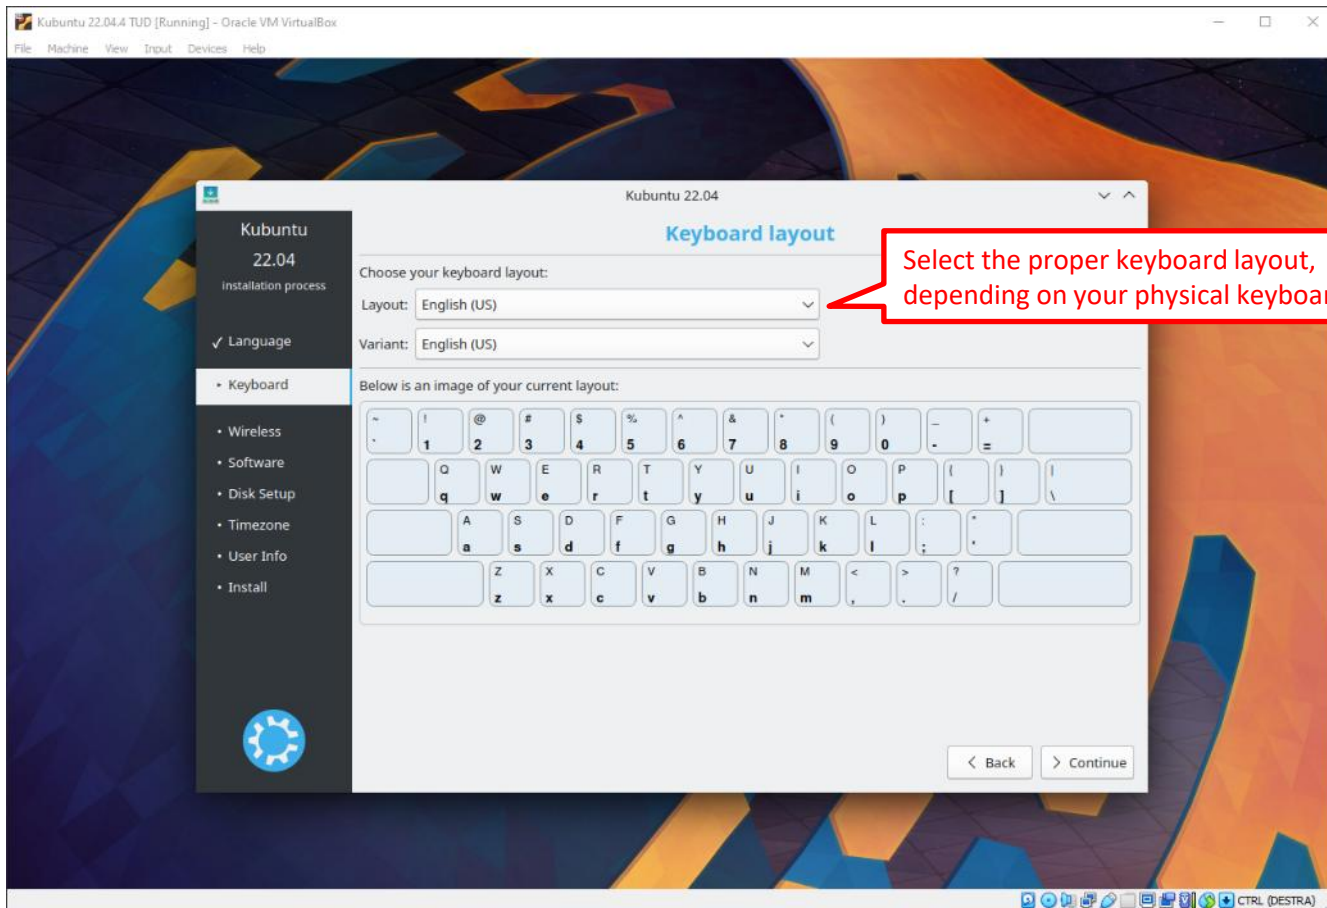 Kubuntu 22.04.4 TUD [Running] - Oracle VM VirtualBox
File Machine View Input Devices Help
Kubuntu 22.04
Kubuntu
22.04
installation process
✓ Language
‣ Keyboard
• Wireless
• Software
• Disk Setup
• Timezone
• User Info
• Install
Keyboard layout
Choose your keyboard layout:
Layout: English (US)
Variant: English (US)
Select the proper keyboard layout,
depending on your physical keyboar
Below is an image of your current layout:
~ ! @ # $ % ^ & * ( ) _ +
` 1 2 3 4 5 6 7 8 9 0 - =
Q W E R T Y U I O P { } |
q w e r t y u i o p [ ] \
A S D F G H J K L : "
a s d f g h j k l ; '
Z X C V B N M < > ?
z x c v b n m , . /
< Back > Continue
CTRL (DESTRA)